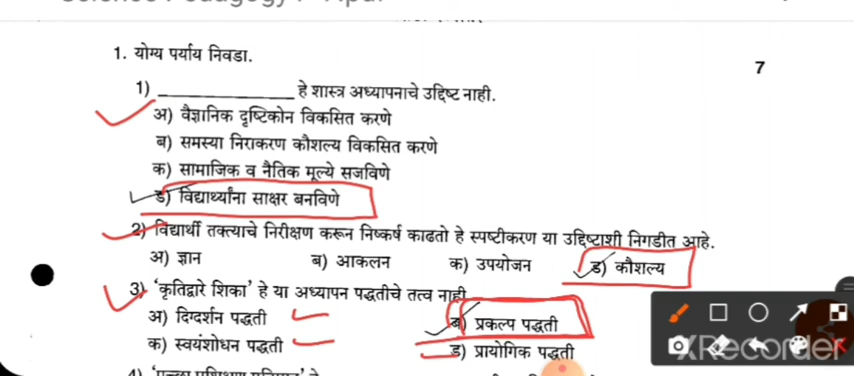 1. योग्य पर्याय निवडा.
7
1) ______________ हे शास्त्र अध्यापनाचे उद्दिष्ट नाही.
अ) वैज्ञानिक दृष्टिकोन विकसित करणे
ब) समस्या निराकरण कौशल्य विकसित करणे
क) सामाजिक व नैतिक मूल्ये सजविणे
ड) विद्यार्थ्यांना साक्षर बनविणे
2) विद्यार्थी तक्त्याचे निरीक्षण करून निष्कर्ष काढतो हे स्पष्टीकरण या उद्दिष्टाशी निगडीत आहे.
अ) ज्ञान ब) आकलन क) उपयोजन ड) कौशल्य
3) ‘कृतिद्वारे शिका’ हे या अध्यापन पद्धतीचे तत्व नाही
अ) दिग्दर्शन पद्धती ब) प्रकल्प पद्धती
क) स्वयंशोधन पद्धती ड) प्रायोगिक पद्धती
XRecorder